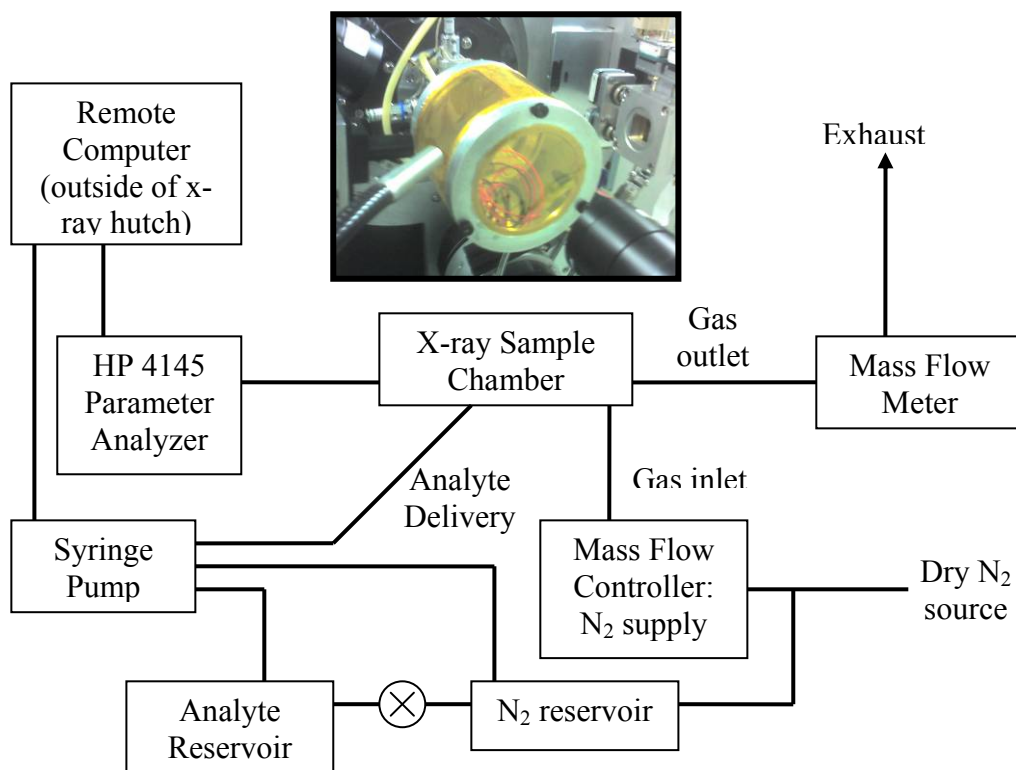 Remote
Computer
(outside of x-
ray hutch)
Exhaust
HP 4145
Parameter
Analyzer
X-ray Sample
Chamber
Gas
outlet
Mass Flow
Meter
Analyte
Delivery
Gas inlet
Syringe
Pump
Mass Flow
Controller:
N₂ supply
Dry N₂
source
Analyte
Reservoir
N₂ reservoir